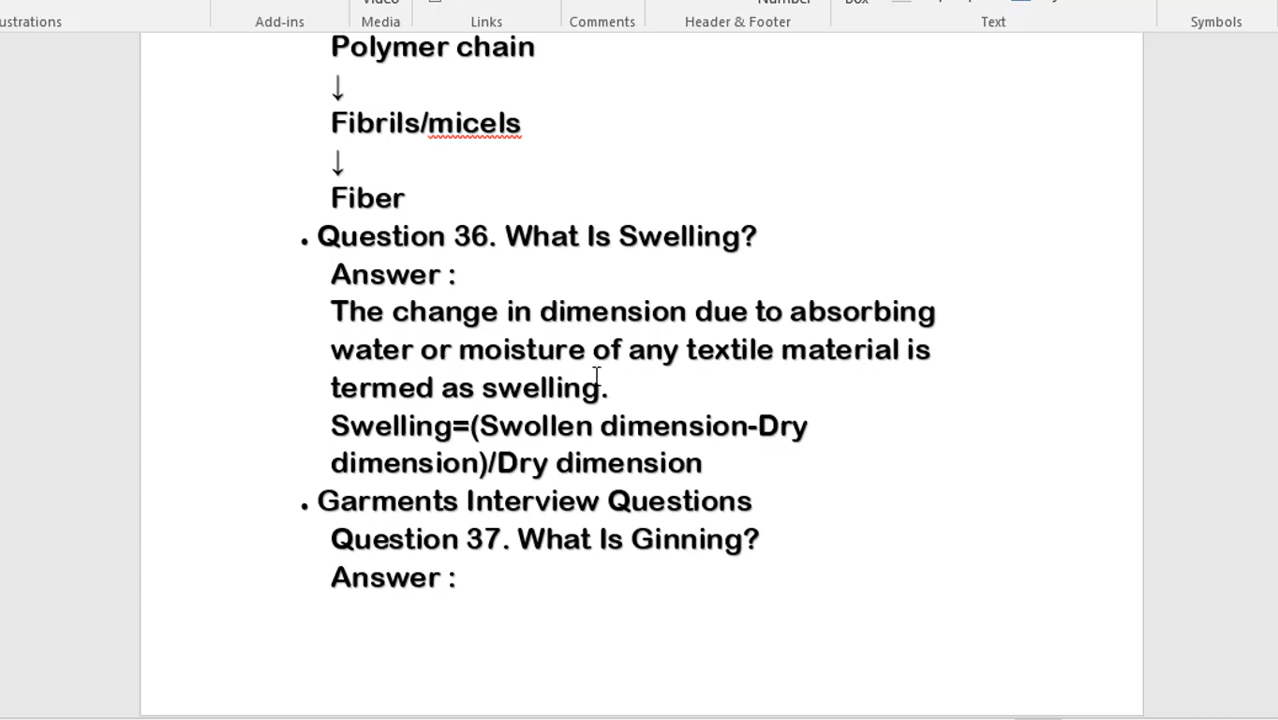 ustrations Add-ins Media Links Comments Header & Footer Text Symbols
Polymer chain
↓
Fibrils/micels
↓
Fiber
• Question 36. What Is Swelling?
Answer :
The change in dimension due to absorbing
water or moisture of any textile material is
termed as swelling.
Swelling=(Swollen dimension-Dry
dimension)/Dry dimension
• Garments Interview Questions
Question 37. What Is Ginning?
Answer :